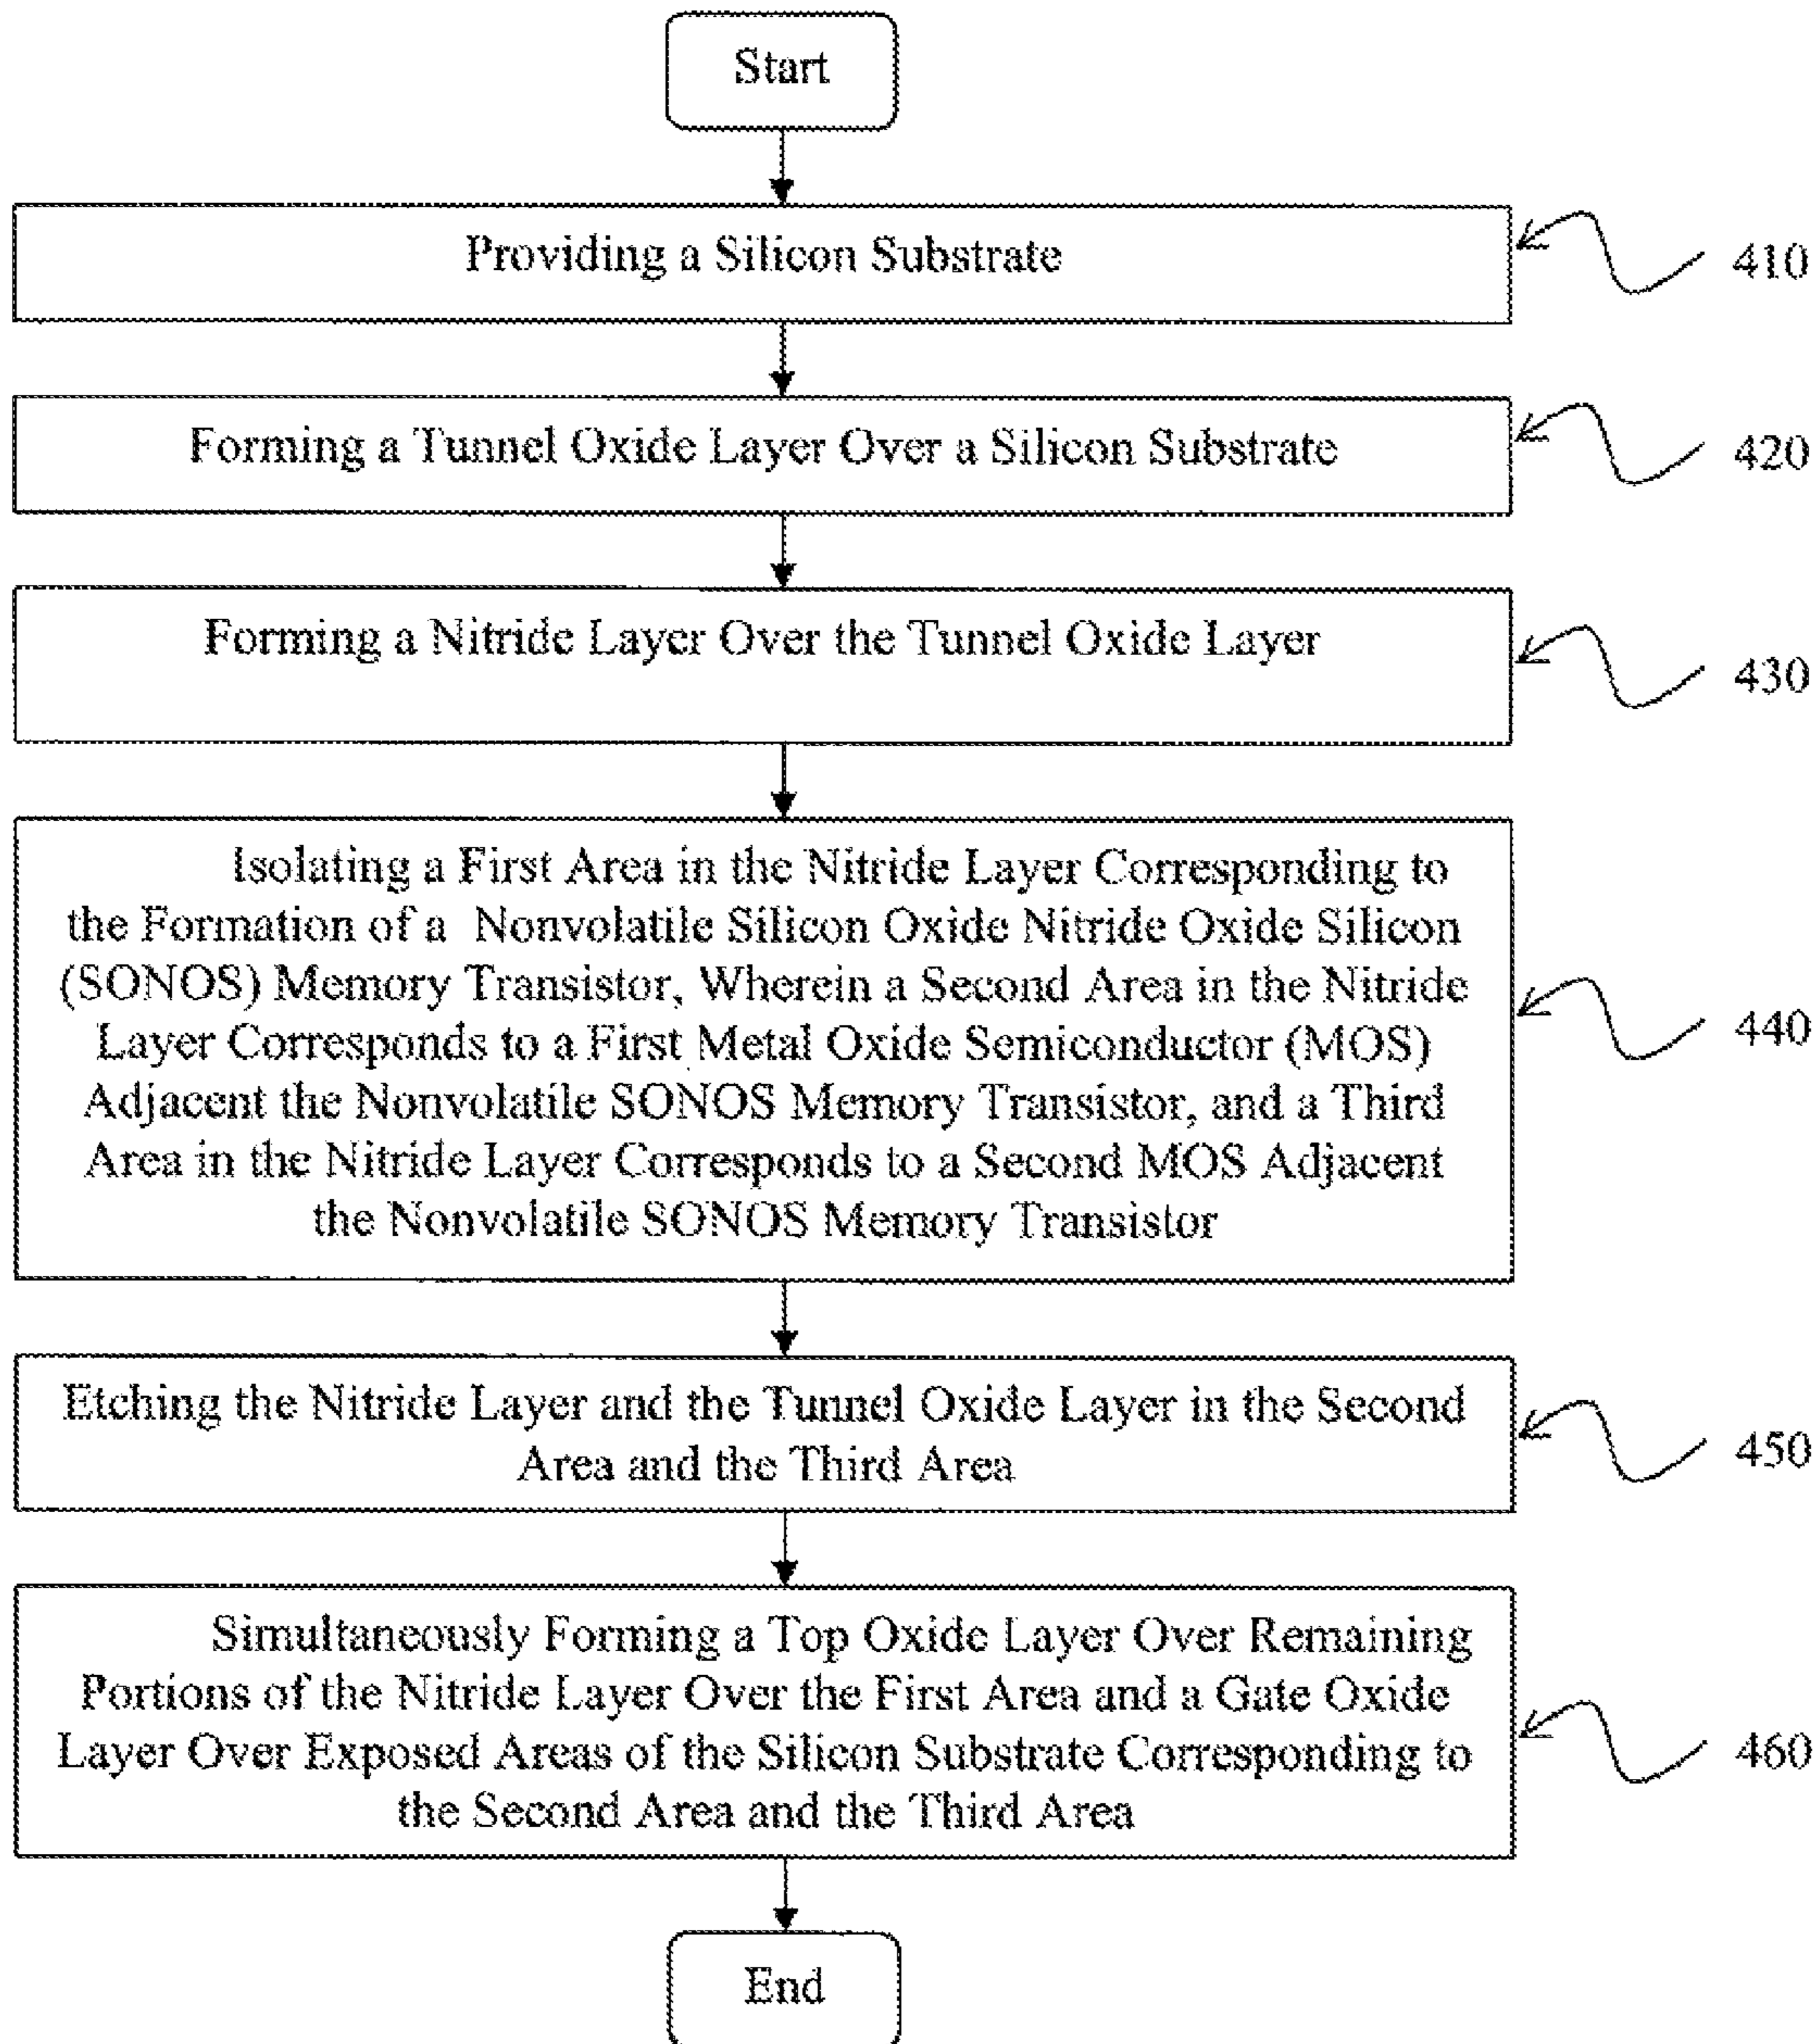 Start
Providing a Silicon Substrate
410
Forming a Tunnel Oxide Layer Over a Silicon Substrate
420
Forming a Nitride Layer Over the Tunnel Oxide Layer
430
Isolating a First Area in the Nitride Layer Corresponding to
the Formation of a Nonvolatile Silicon Oxide Nitride Oxide Silicon
(SONOS) Memory Transistor, Wherein a Second Area in the Nitride
Layer Corresponds to a First Metal Oxide Semiconductor (MOS)
Adjacent the Nonvolatile SONOS Memory Transistor, and a Third
Area in the Nitride Layer Corresponds to a Second MOS Adjacent
the Nonvolatile SONOS Memory Transistor
440
Etching the Nitride Layer and the Tunnel Oxide Layer in the Second
Area and the Third Area
450
Simultaneously Forming a Top Oxide Layer Over Remaining
Portions of the Nitride Layer Over the First Area and a Gate Oxide
Layer Over Exposed Areas of the Silicon Substrate Corresponding to
the Second Area and the Third Area
460
End